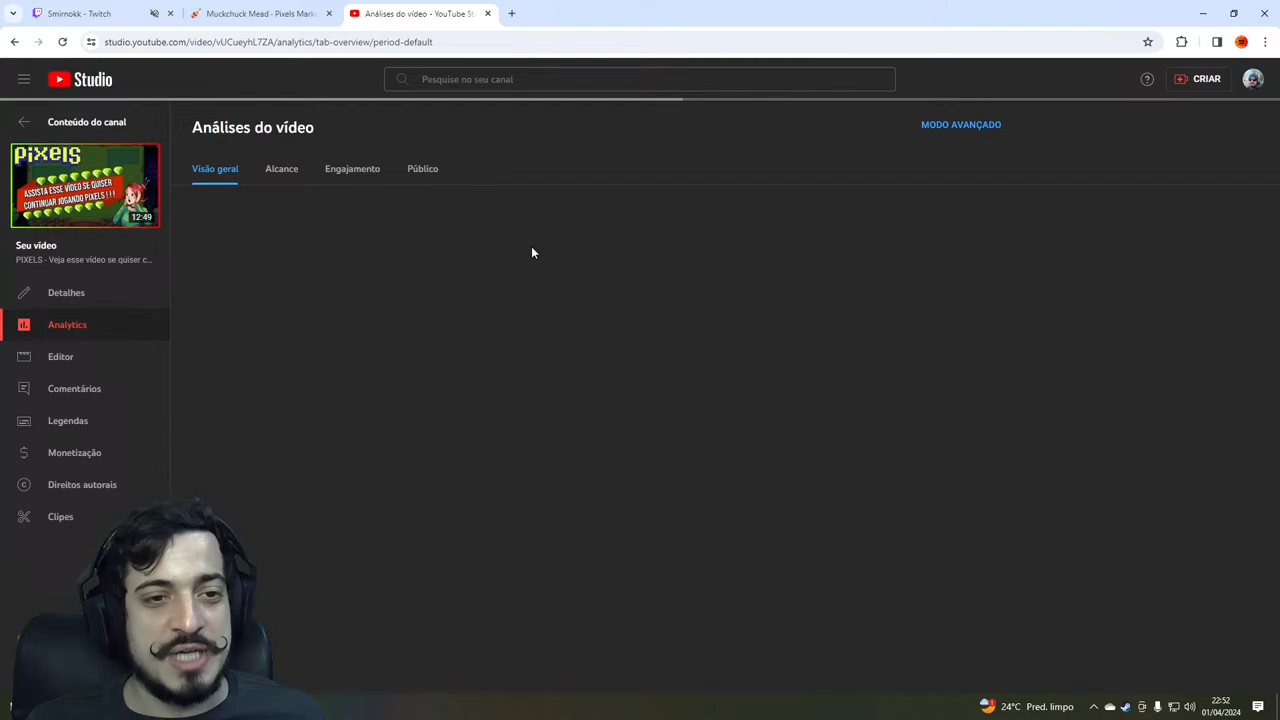 Smirnokk - Twitch
Muckchuck Mead - Pixels Mark
Análises do vídeo - YouTube St
studio.youtube.com/video/vUCueyhL7ZA/analytics/tab-overview/period-default
Studio
Pesquise no seu canal
CRIAR
Conteúdo do canal
Análises do vídeo
MODO AVANÇADO
Visão geral
Alcance
Engajamento
Público
pixels
ASSISTA ESSE VÍDEO SE QUISER
CONTINUAR JOGANDO PIXELS!!!
12:49
Seu vídeo
PIXELS - Veja esse vídeo se quiser c...
Detalhes
Analytics
Editor
Comentários
Legendas
Monetização
Direitos autorais
Clipes
24°C Pred. limpo
22:52
01/04/2024